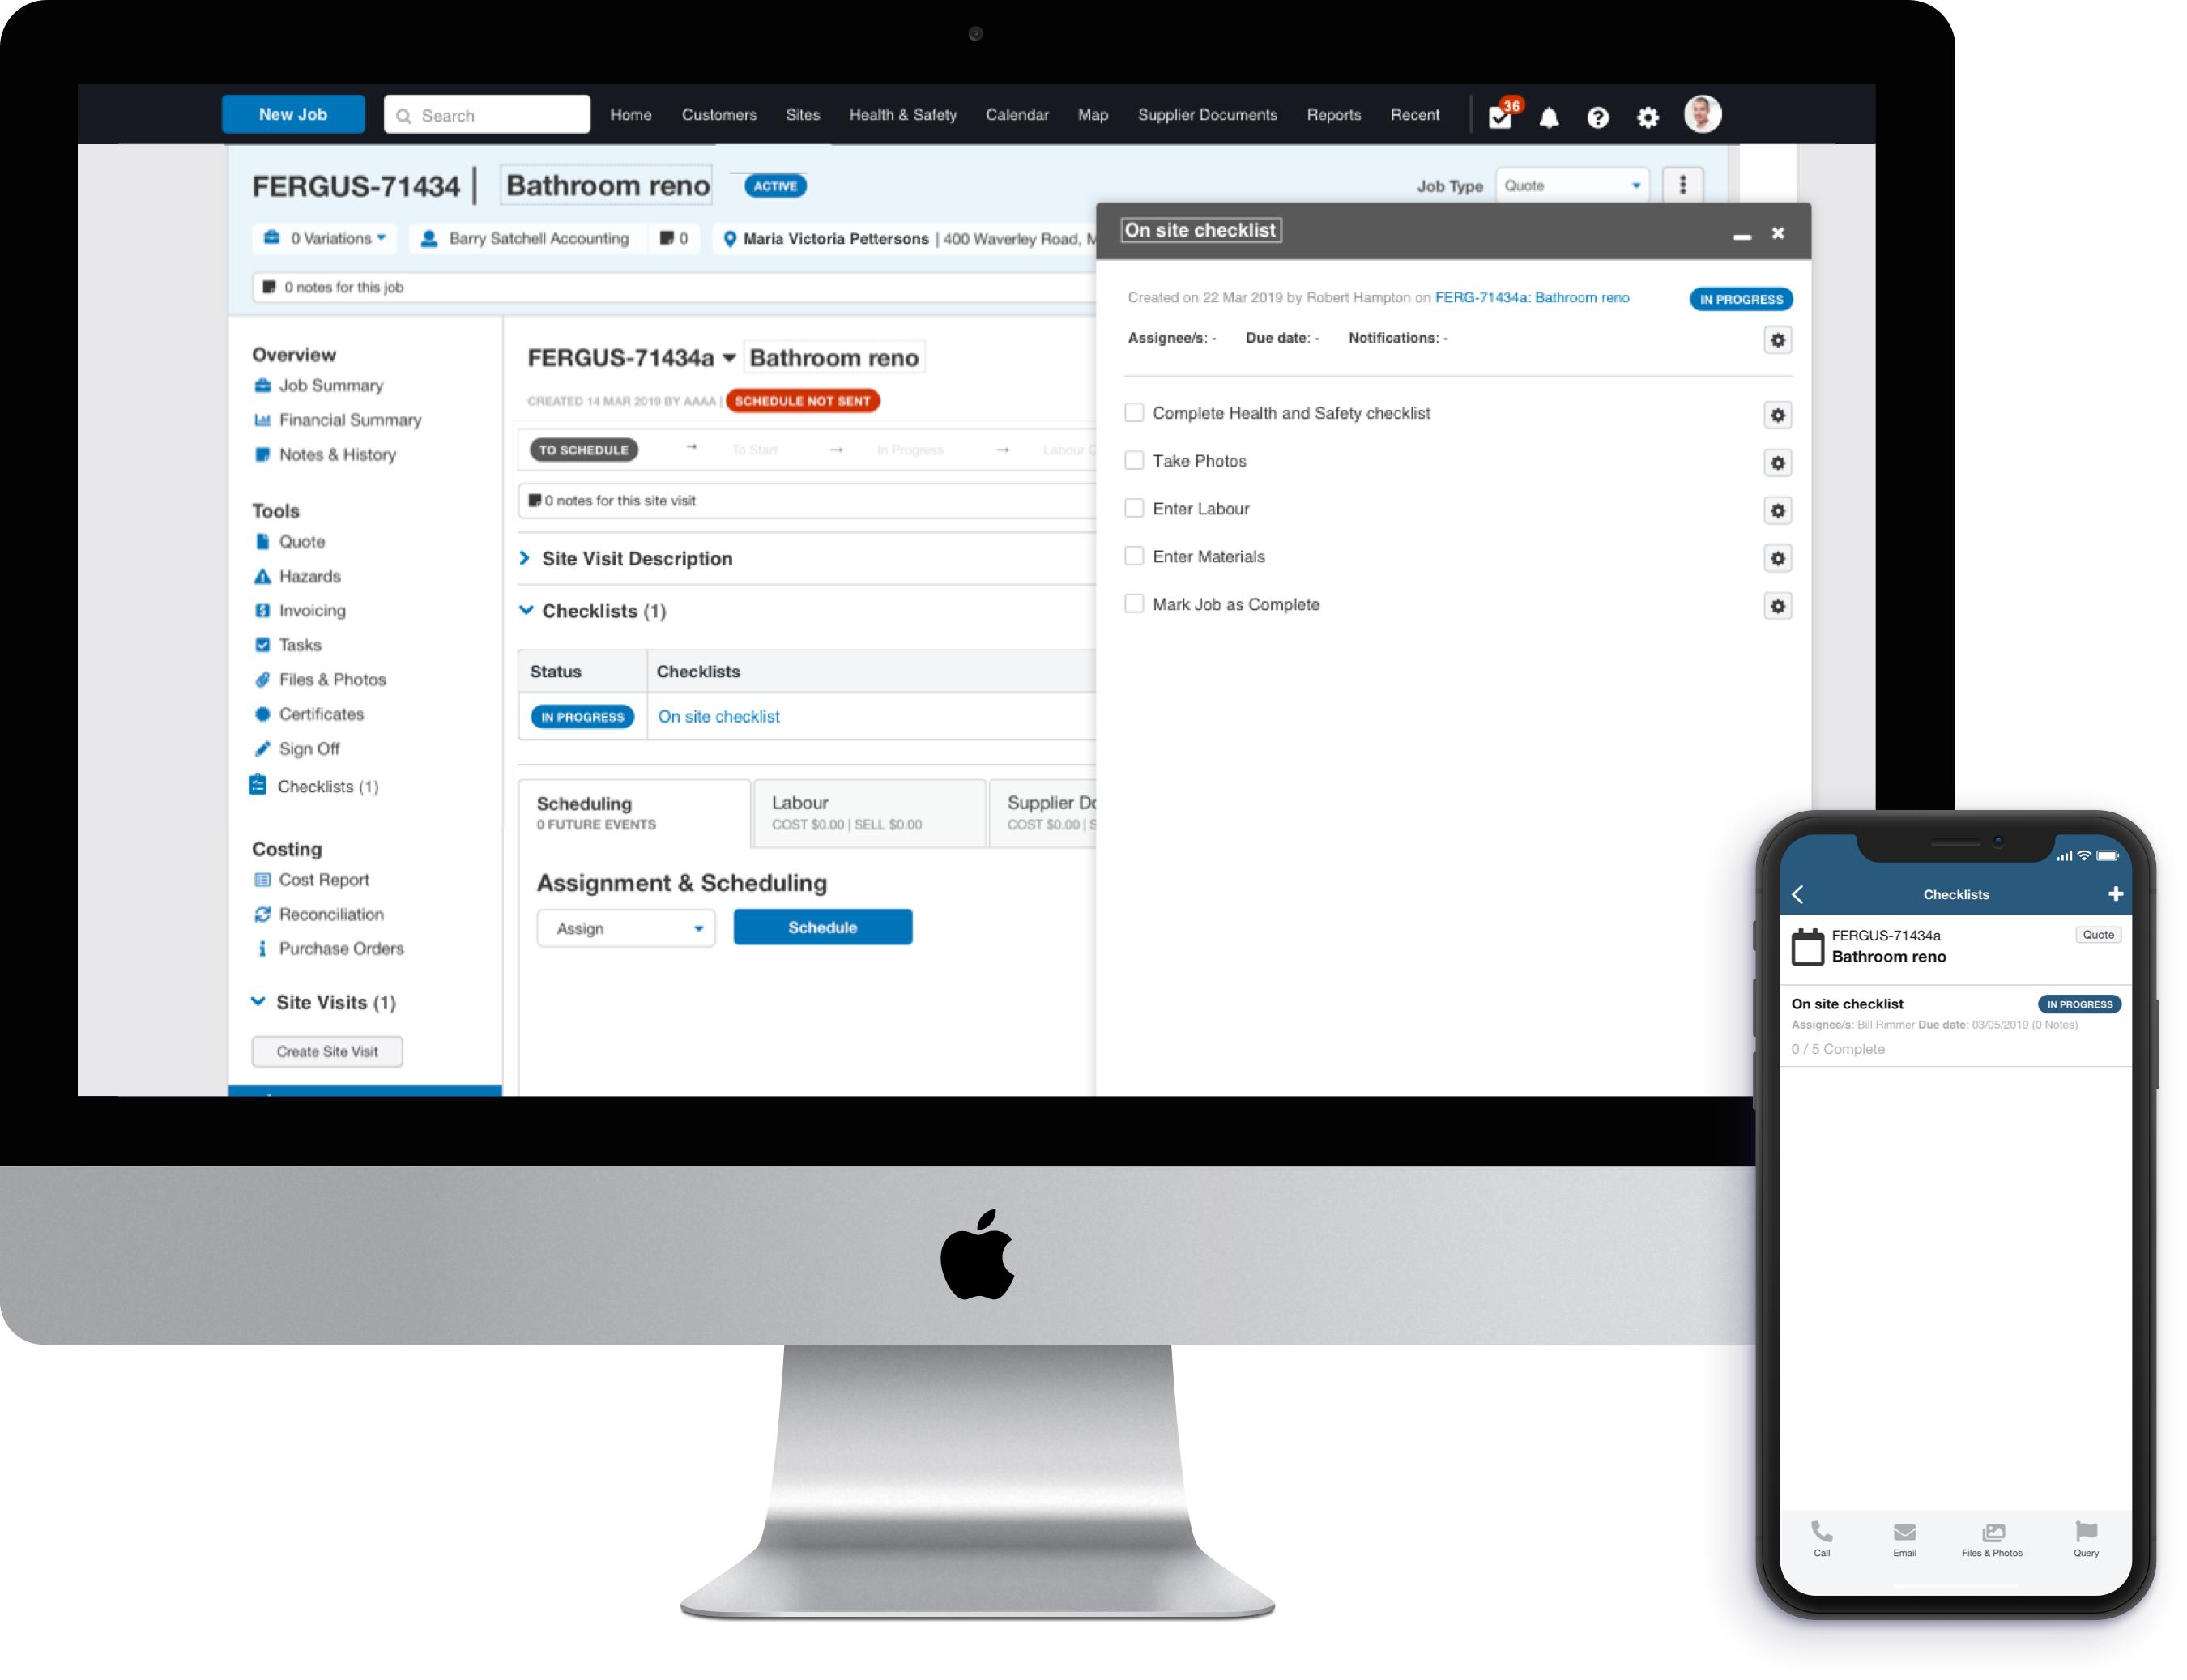 New Job Search Home Customers Sites Health & Safety Calendar Map Supplier Documents Reports Recent 36
FERGUS-71434 | Bathroom reno ACTIVE Job Type Quote
0 Variations Barry Satchell Accounting 0 Maria Victoria Pettersons | 400 Waverley Road, M
0 notes for this job
Overview
Job Summary
Financial Summary
Notes & History
Tools
Quote
Hazards
Invoicing
Tasks
Files & Photos
Certificates
Sign Off
Checklists (1)
Costing
Cost Report
Reconciliation
Purchase Orders
Site Visits (1)
Create Site Visit
FERGUS-71434a Bathroom reno
CREATED 14 MAR 2019 BY AAAA | SCHEDULE NOT SENT
TO SCHEDULE → To Start → In Progress → Labour C
0 notes for this site visit
Site Visit Description
Checklists (1)
Status Checklists
IN PROGRESS On site checklist
Scheduling Labour Supplier Do
0 FUTURE EVENTS COST $0.00 | SELL $0.00 COST $0.00 | S
Assignment & Scheduling
Assign Schedule
On site checklist
Created on 22 Mar 2019 by Robert Hampton on FERG-71434a: Bathroom reno IN PROGRESS
Assignee/s: - Due date: - Notifications: -
Complete Health and Safety checklist
Take Photos
Enter Labour
Enter Materials
Mark Job as Complete
Checklists
FERGUS-71434a Quote
Bathroom reno
On site checklist IN PROGRESS
Assignee/s: Bill Rimmer Due date: 03/05/2019 (0 Notes)
0 / 5 Complete
Call Email Files & Photos Query